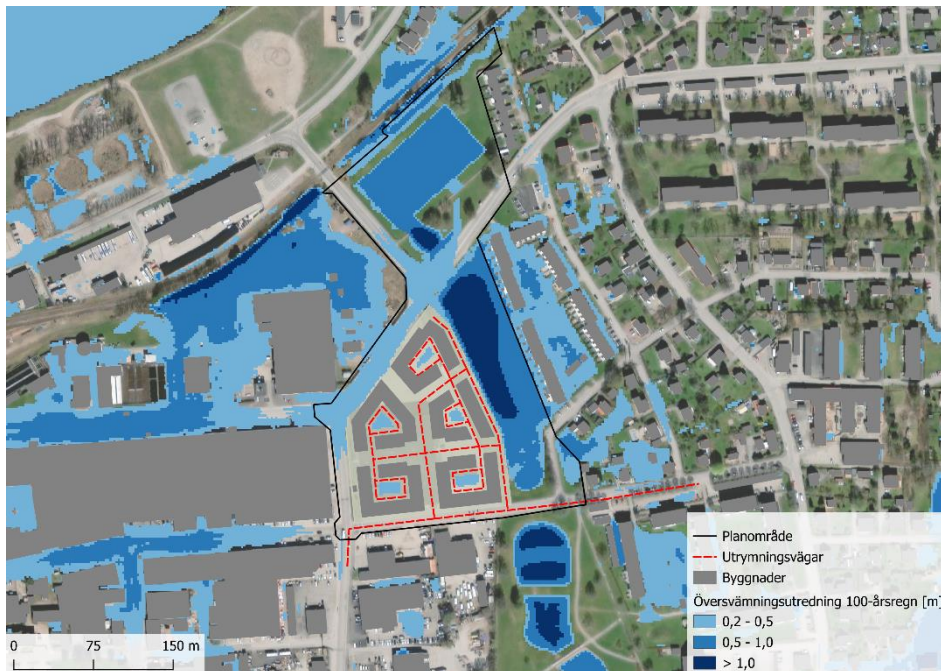 Planområde
Utrymningsvägar
Byggnader
Översvämningsutredning 100-årsregn [m]
0,2 - 0,5
0,5 - 1,0
> 1,0
0 75 150 m